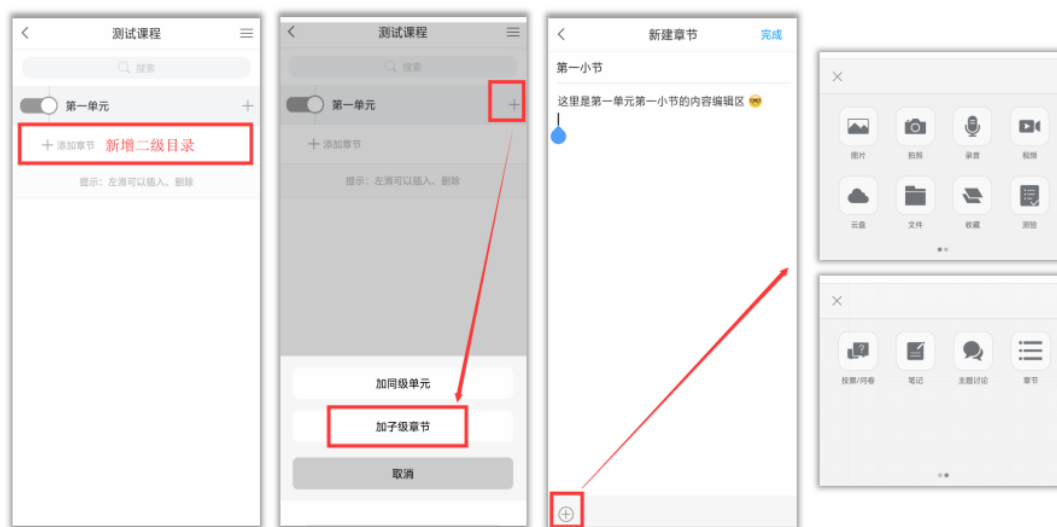 测试课程
搜索
第一单元
添加章节 新增二级目录
提示：左滑可以插入、删除
测试课程
搜索
第一单元
添加章节
提示：左滑可以插入、删除
加同级单元
加子级章节
取消
新建章节 完成
第一小节
这里是第一单元第一小节的内容编辑区
图片 拍照 录音 视频
云盘 文件 收藏 测验
投票/问卷 笔记 主题讨论 章节